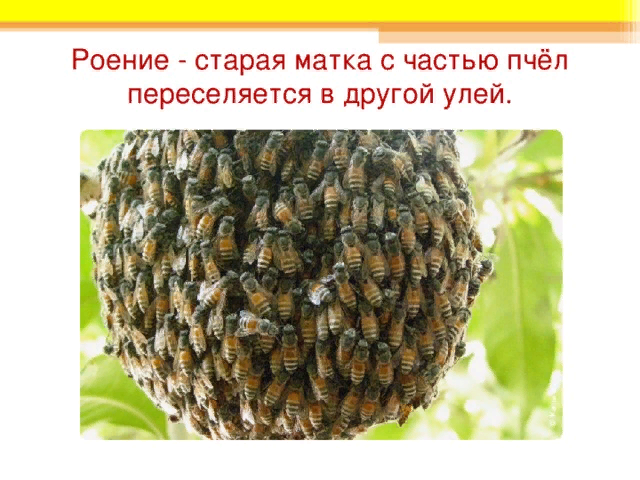 Роение - старая матка с частью пчёл
переселяется в другой улей.